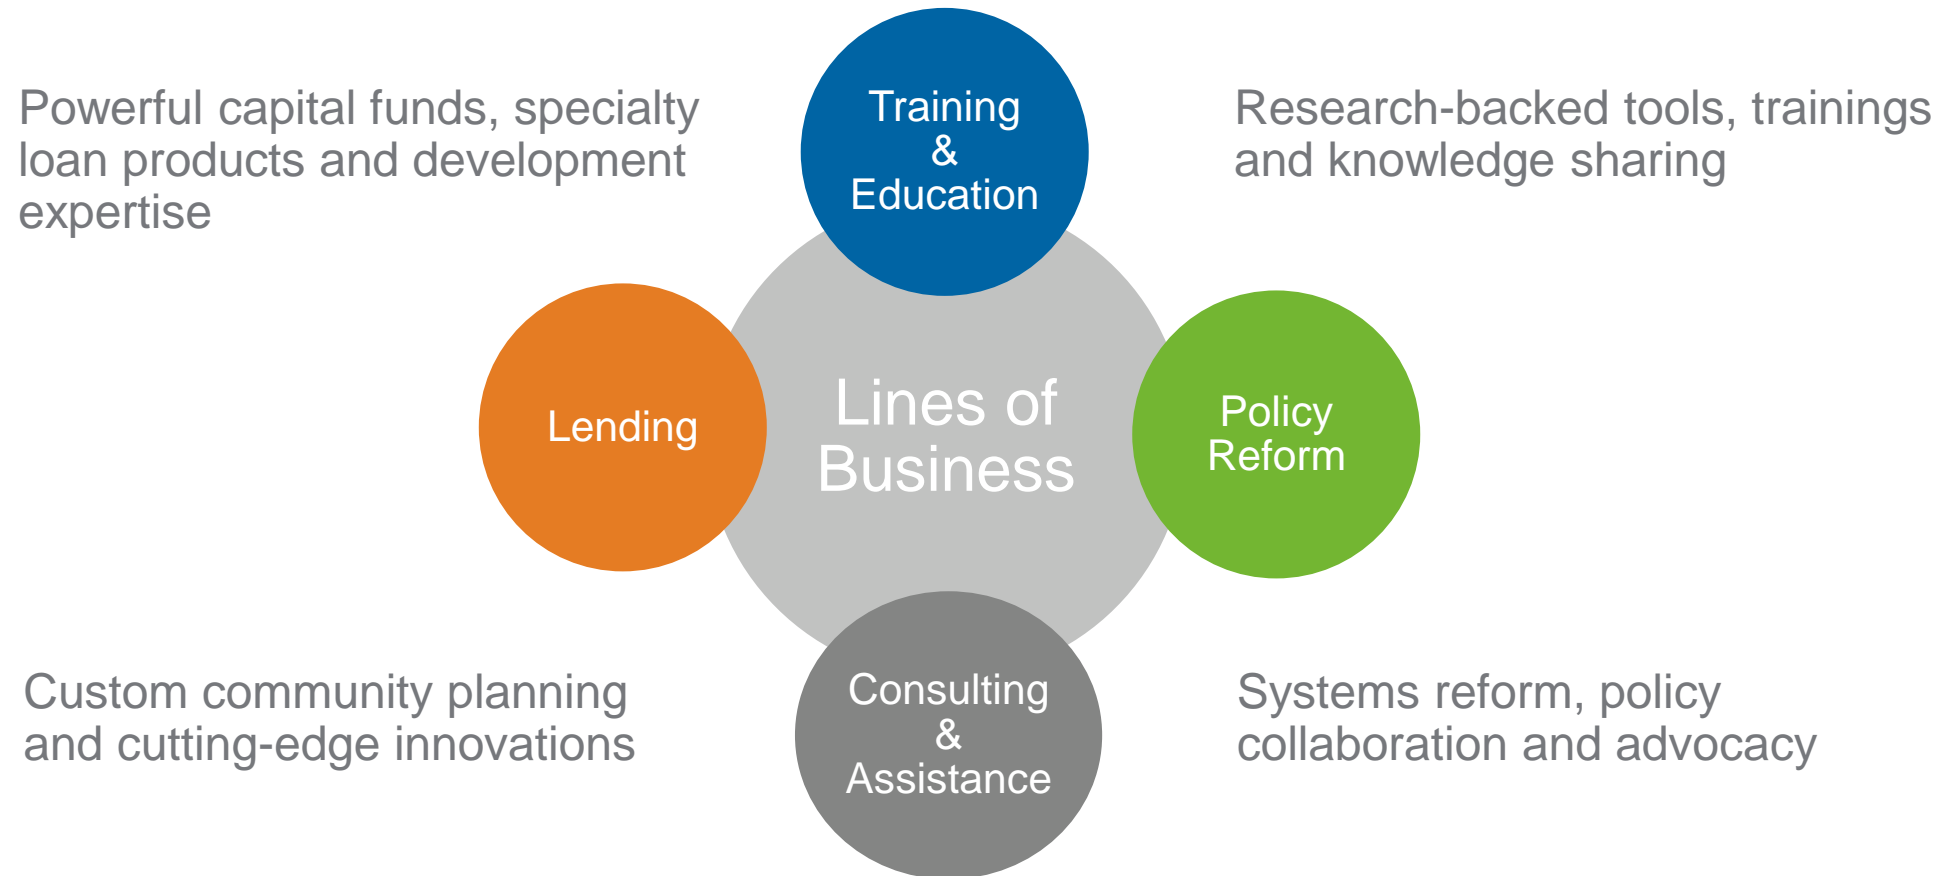 Powerful capital funds, specialty
loan products and development
expertise
Training
&
Education
Research-backed tools, trainings
and knowledge sharing
Lending
Lines of
Business
Policy
Reform
Custom community planning
and cutting-edge innovations
Consulting
&
Assistance
Systems reform, policy
collaboration and advocacy